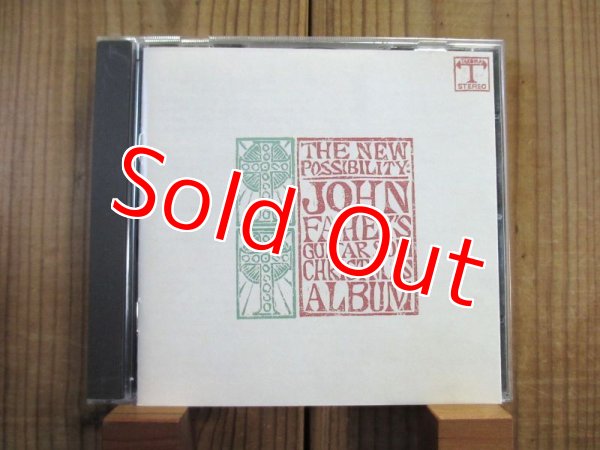 TAKOMA
T
STEREO
THE NEW
POSSIBILITY:
JOHN
FAHEY'S
GUITAR SOLI
CHRISTMAS
ALBUM
Sold Out